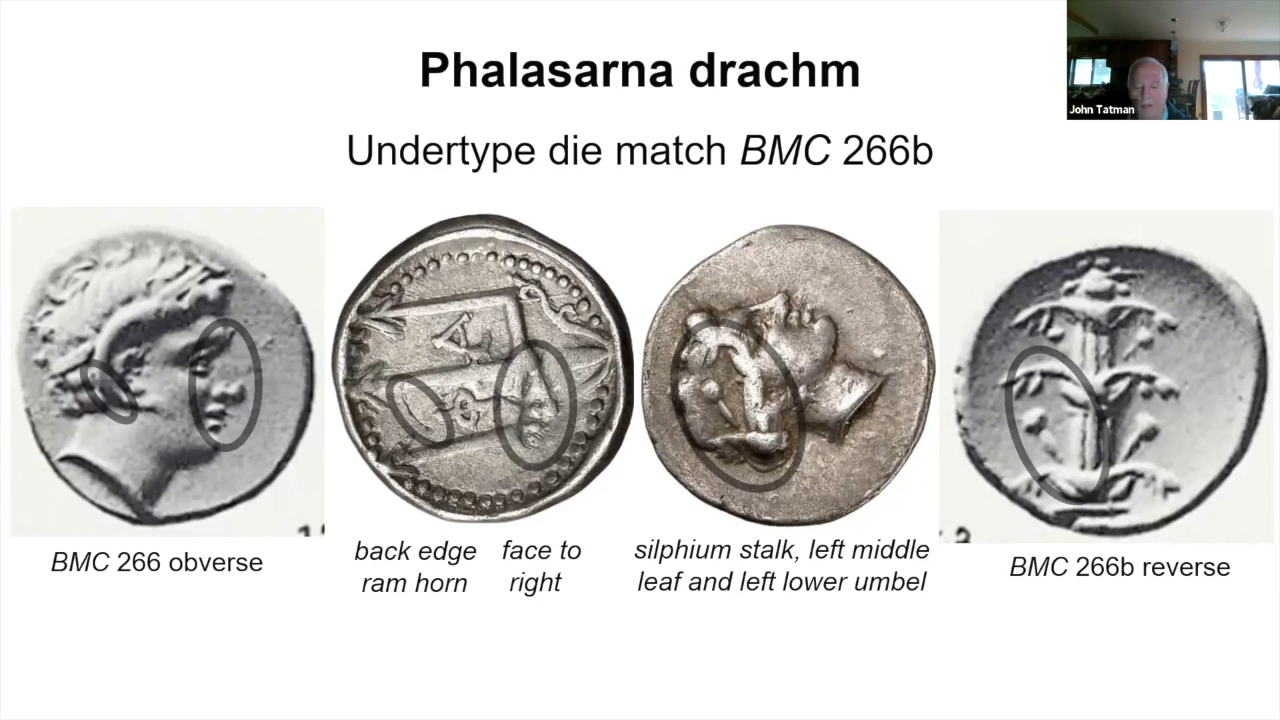 Phalasarna drachm
John Tatman
Undertype die match BMC 266b
BMC 266 obverse
back edge
ram horn
face to
right
silphium stalk, left middle
leaf and left lower umbel
BMC 266b reverse